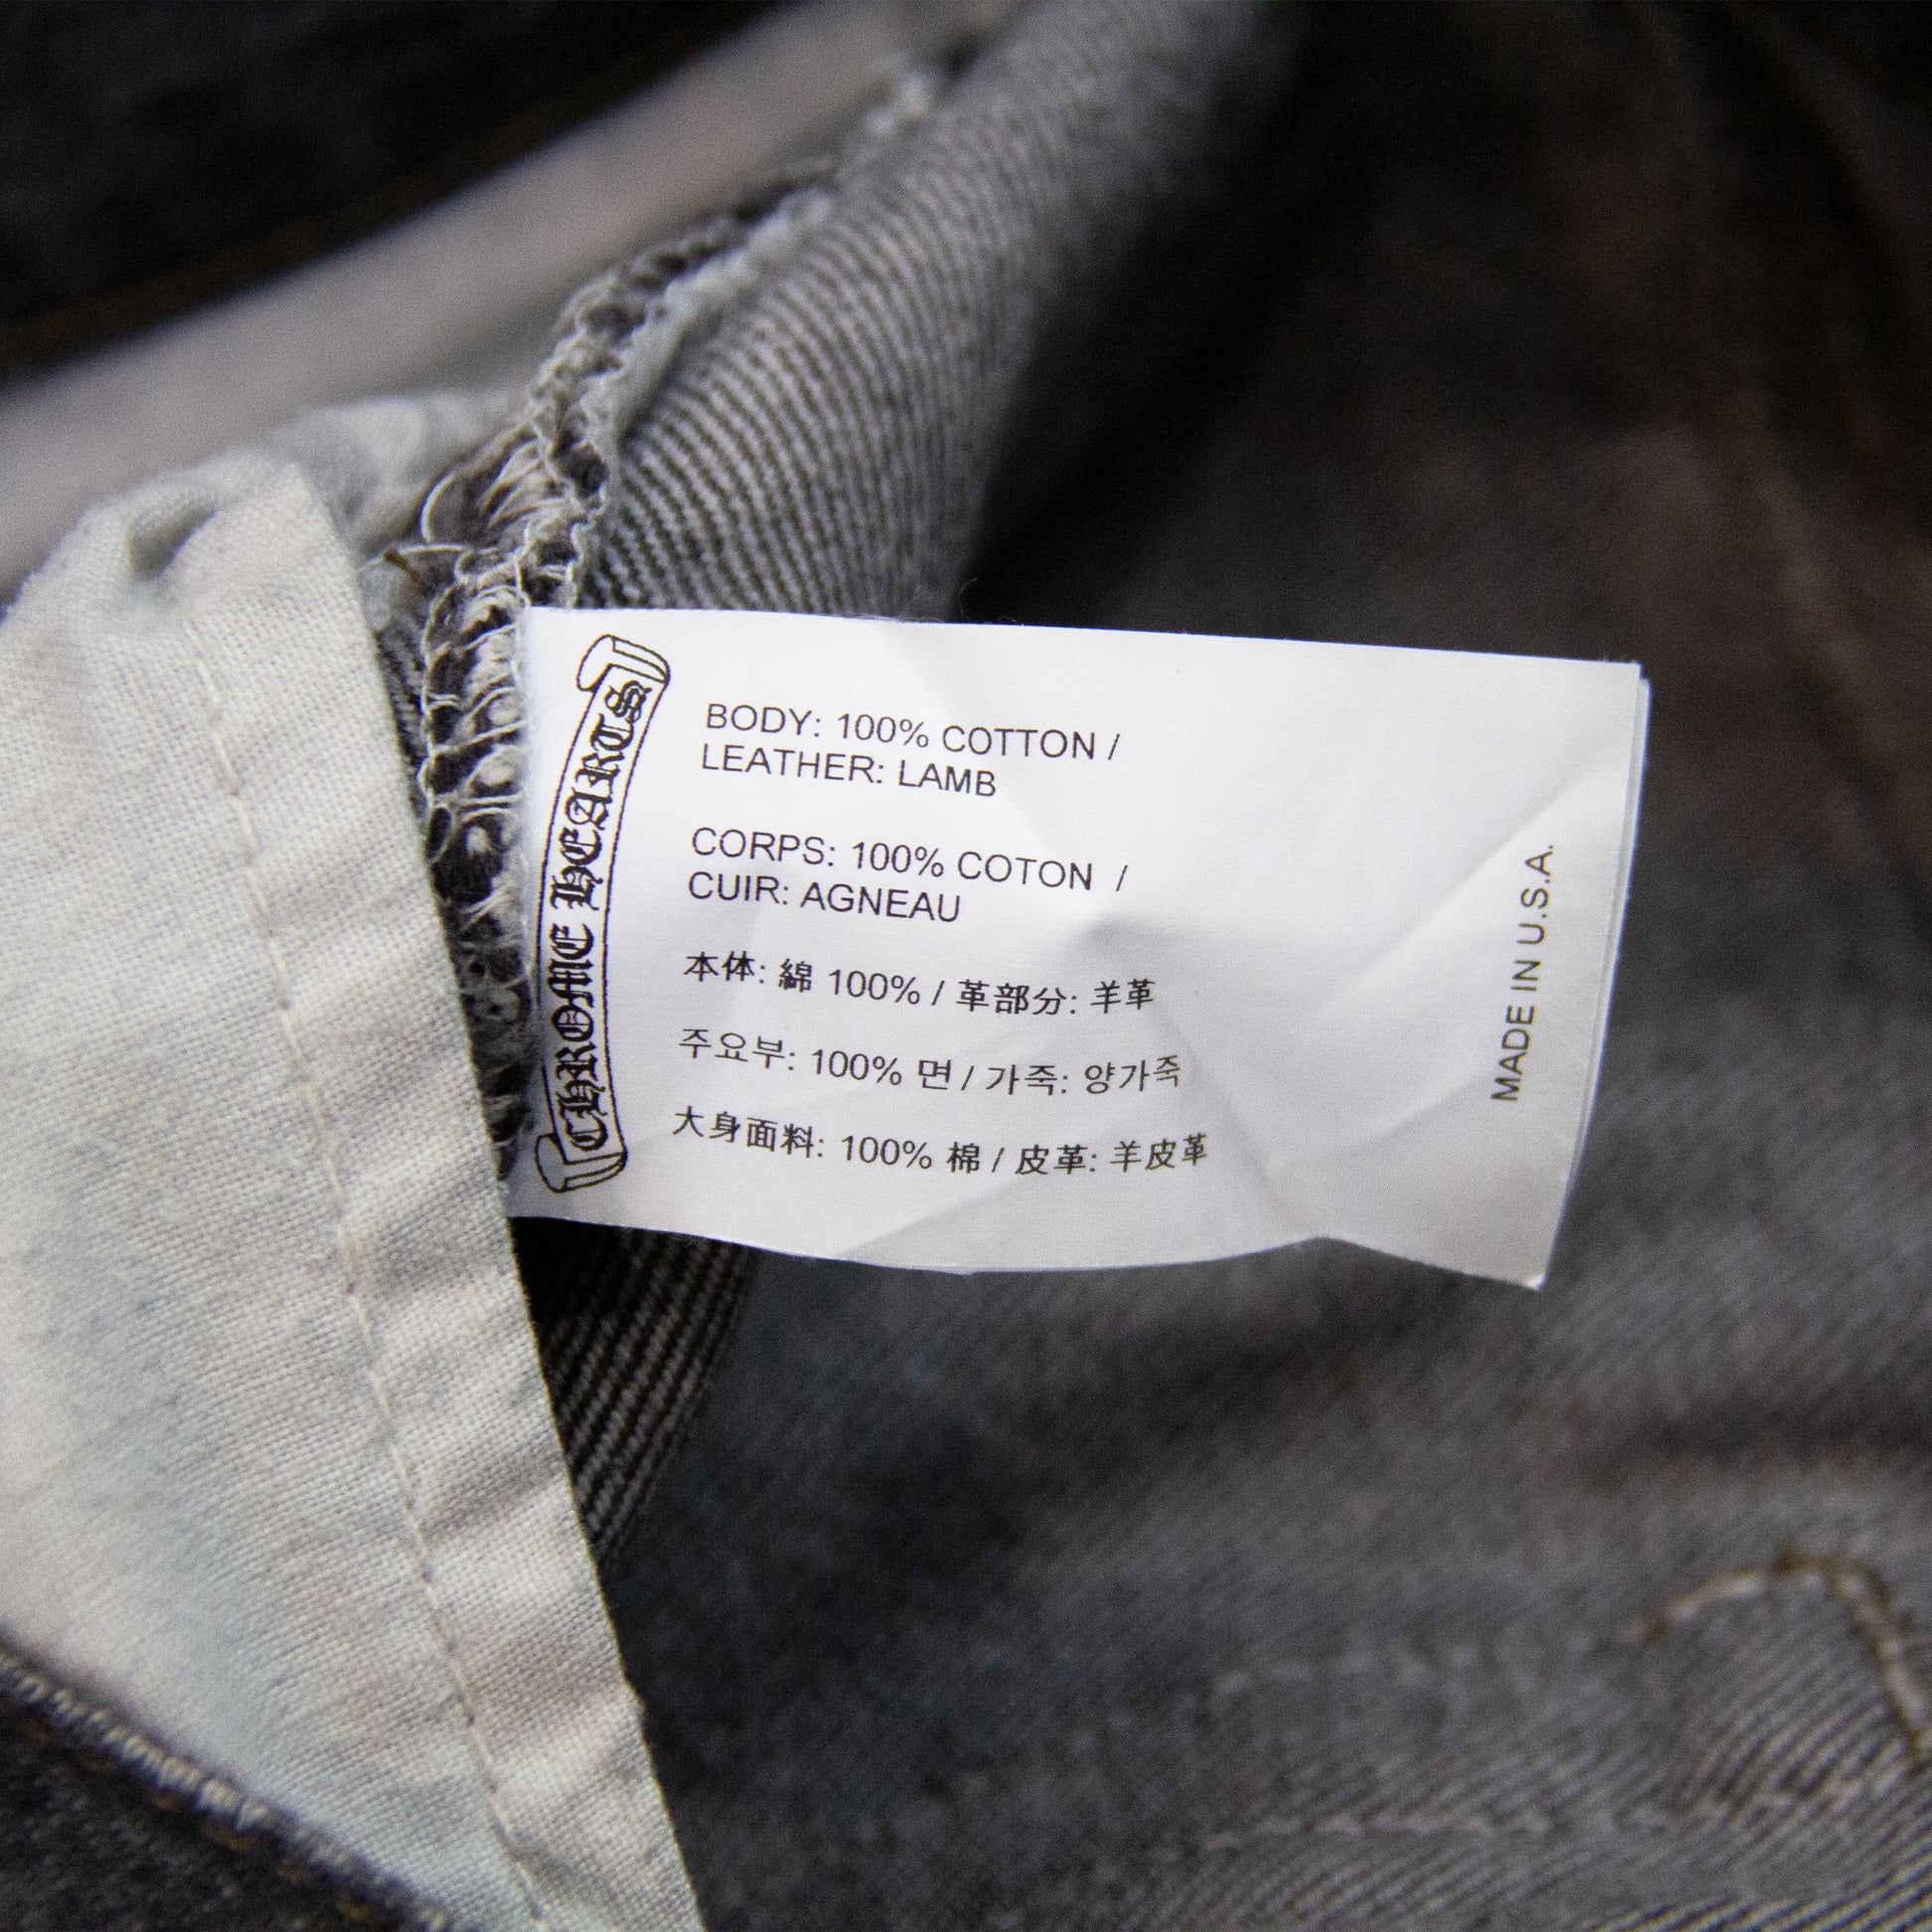 CHROME HEARTS
BODY: 100% COTTON /
LEATHER: LAMB
CORPS: 100% COTON /
CUIR: AGNEAU
本体: 綿 100% / 革部分: 羊革
주요부: 100% 면 / 가죽: 양가죽
大身面料: 100% 棉 / 皮革: 羊皮革
MADE IN U.S.A.